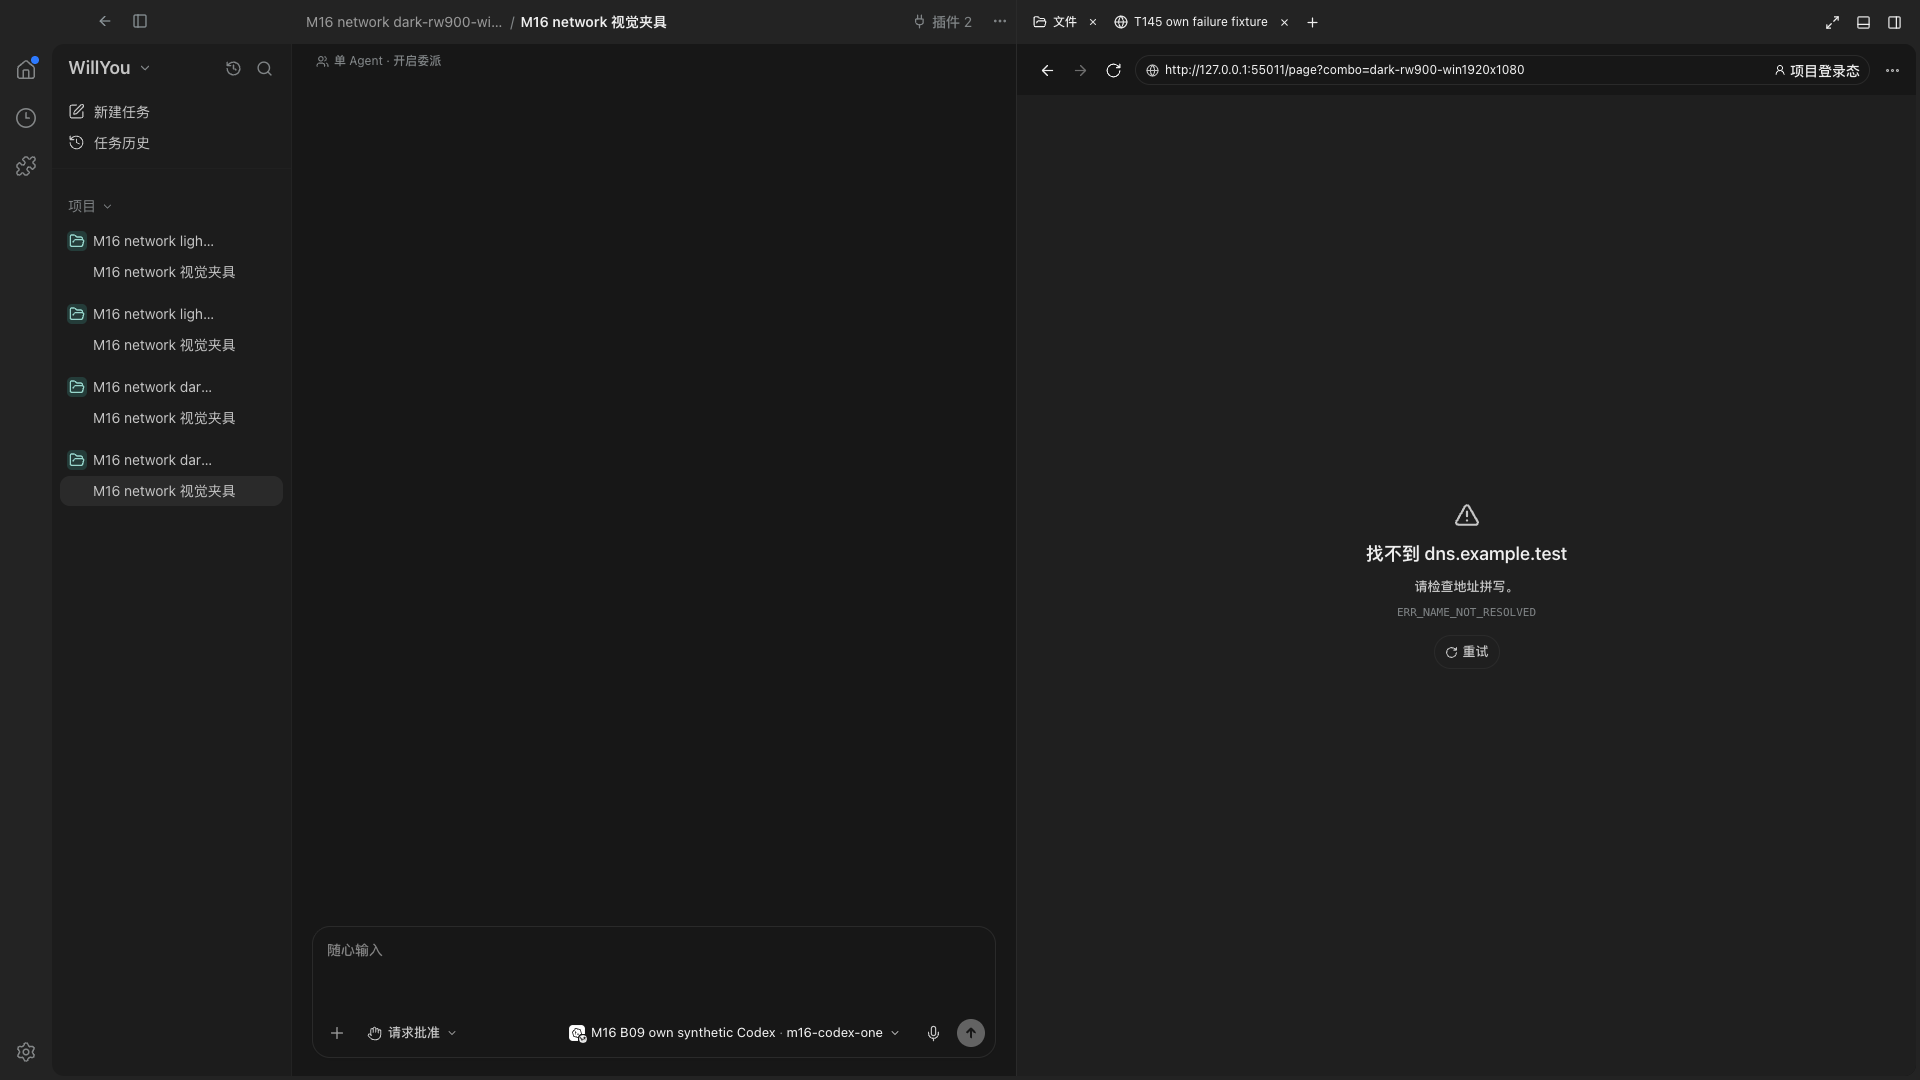 M16 network dark-rw900-wi... / M16 network 视觉夹具
插件 2
文件
T145 own failure fixture
WillYou
新建任务
任务历史
项目
M16 network ligh...
M16 network 视觉夹具
M16 network ligh...
M16 network 视觉夹具
M16 network dar...
M16 network 视觉夹具
M16 network dar...
M16 network 视觉夹具
单 Agent · 开启委派
随心输入
请求批准
M16 B09 own synthetic Codex · m16-codex-one
http://127.0.0.1:55011/page?combo=dark-rw900-win1920x1080
项目登录态
找不到 dns.example.test
请检查地址拼写。
ERR_NAME_NOT_RESOLVED
重试